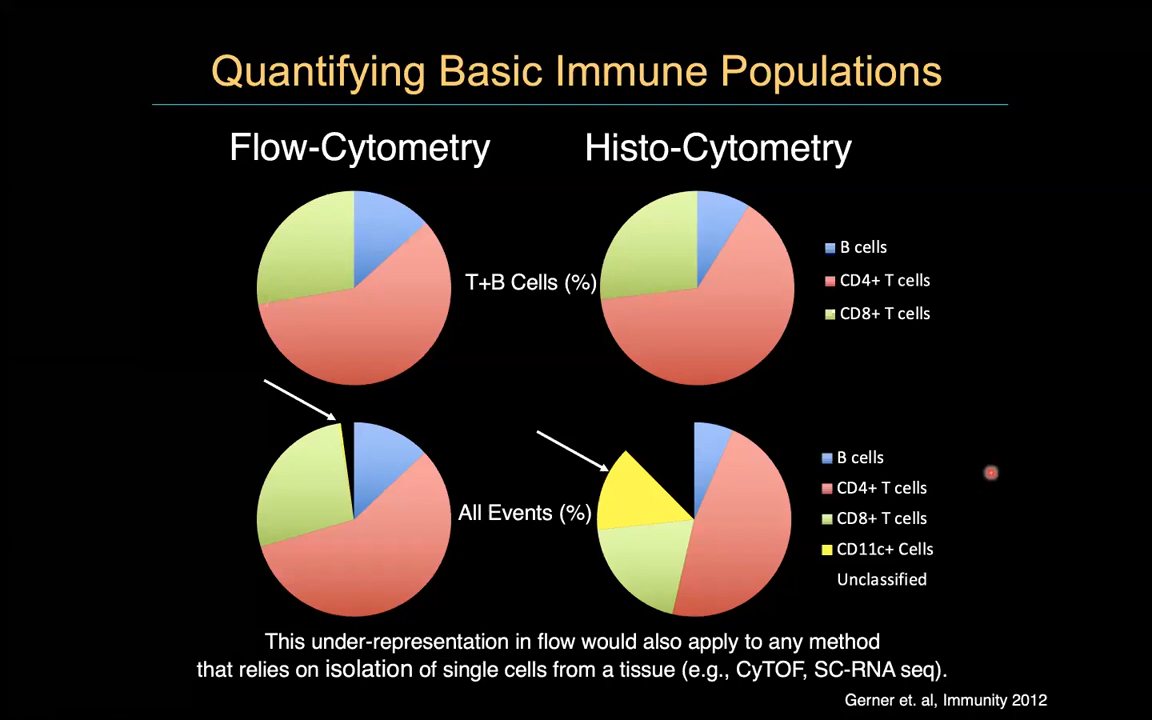 Quantifying Basic Immune Populations
Flow-Cytometry
Histo-Cytometry
T+B Cells (%)
B cells
CD4+ T cells
CD8+ T cells
All Events (%)
B cells
CD4+ T cells
CD8+ T cells
CD11c+ Cells
Unclassified
This under-representation in flow would also apply to any method
that relies on isolation of single cells from a tissue (e.g., CyTOF, SC-RNA seq).
Gerner et. al, Immunity 2012